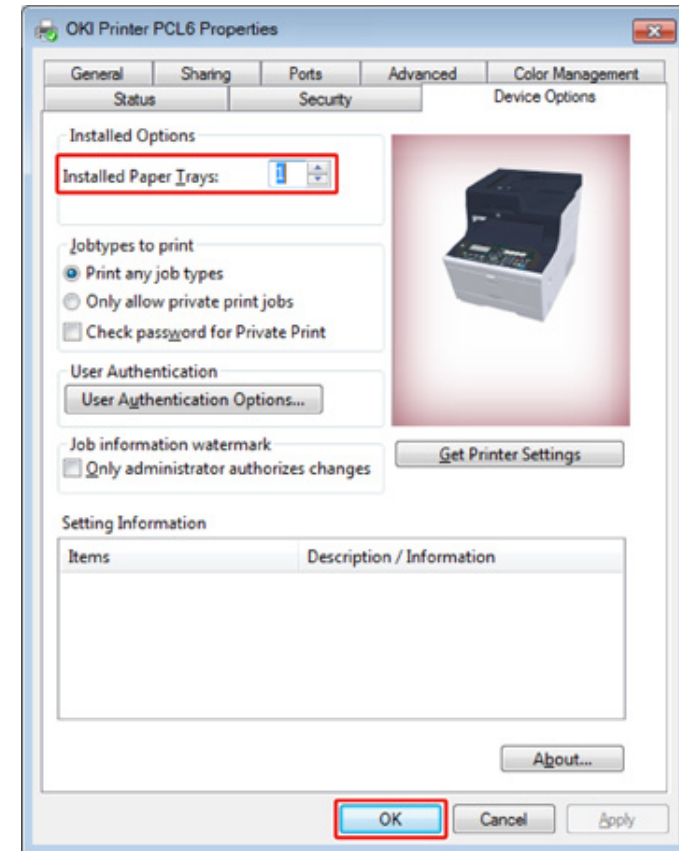 OKI Printer PCL6 Properties
General Sharing Ports Advanced Color Management
Status Security Device Options
Installed Options
Installed Paper Trays: 1
Jobtypes to print
Print any job types
Only allow private print jobs
Check password for Private Print
User Authentication
User Authentication Options...
Job information watermark
Only administrator authorizes changes
Get Printer Settings
Setting Information
Items Description / Information
About...
OK Cancel Apply